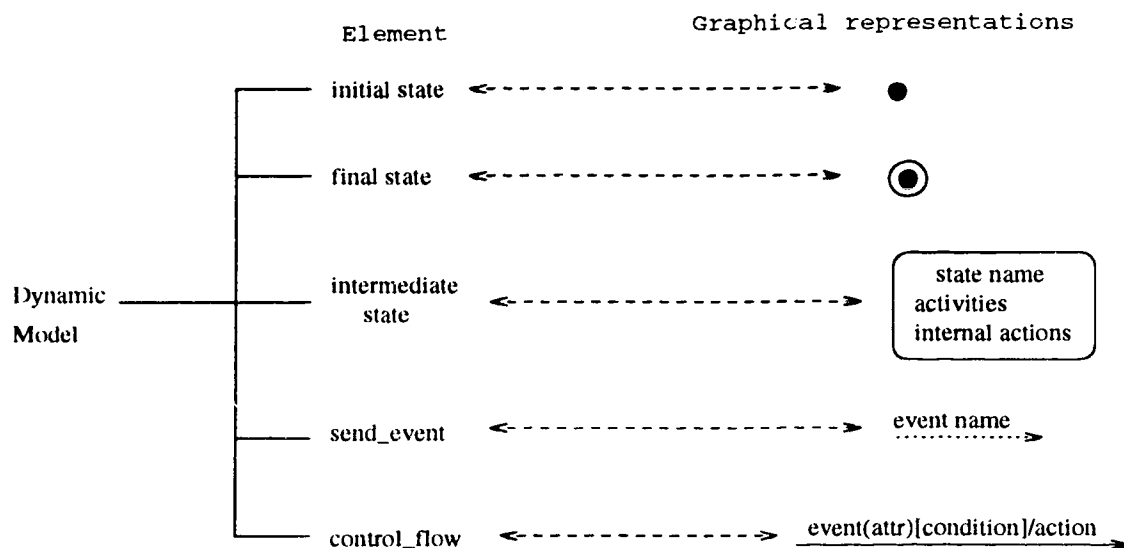 Element
Graphical representations
initial state
final state
Dynamic
Model
intermediate
state
state name
activities
internal actions
send_event
event name
control_flow
event(attr)[condition]/action